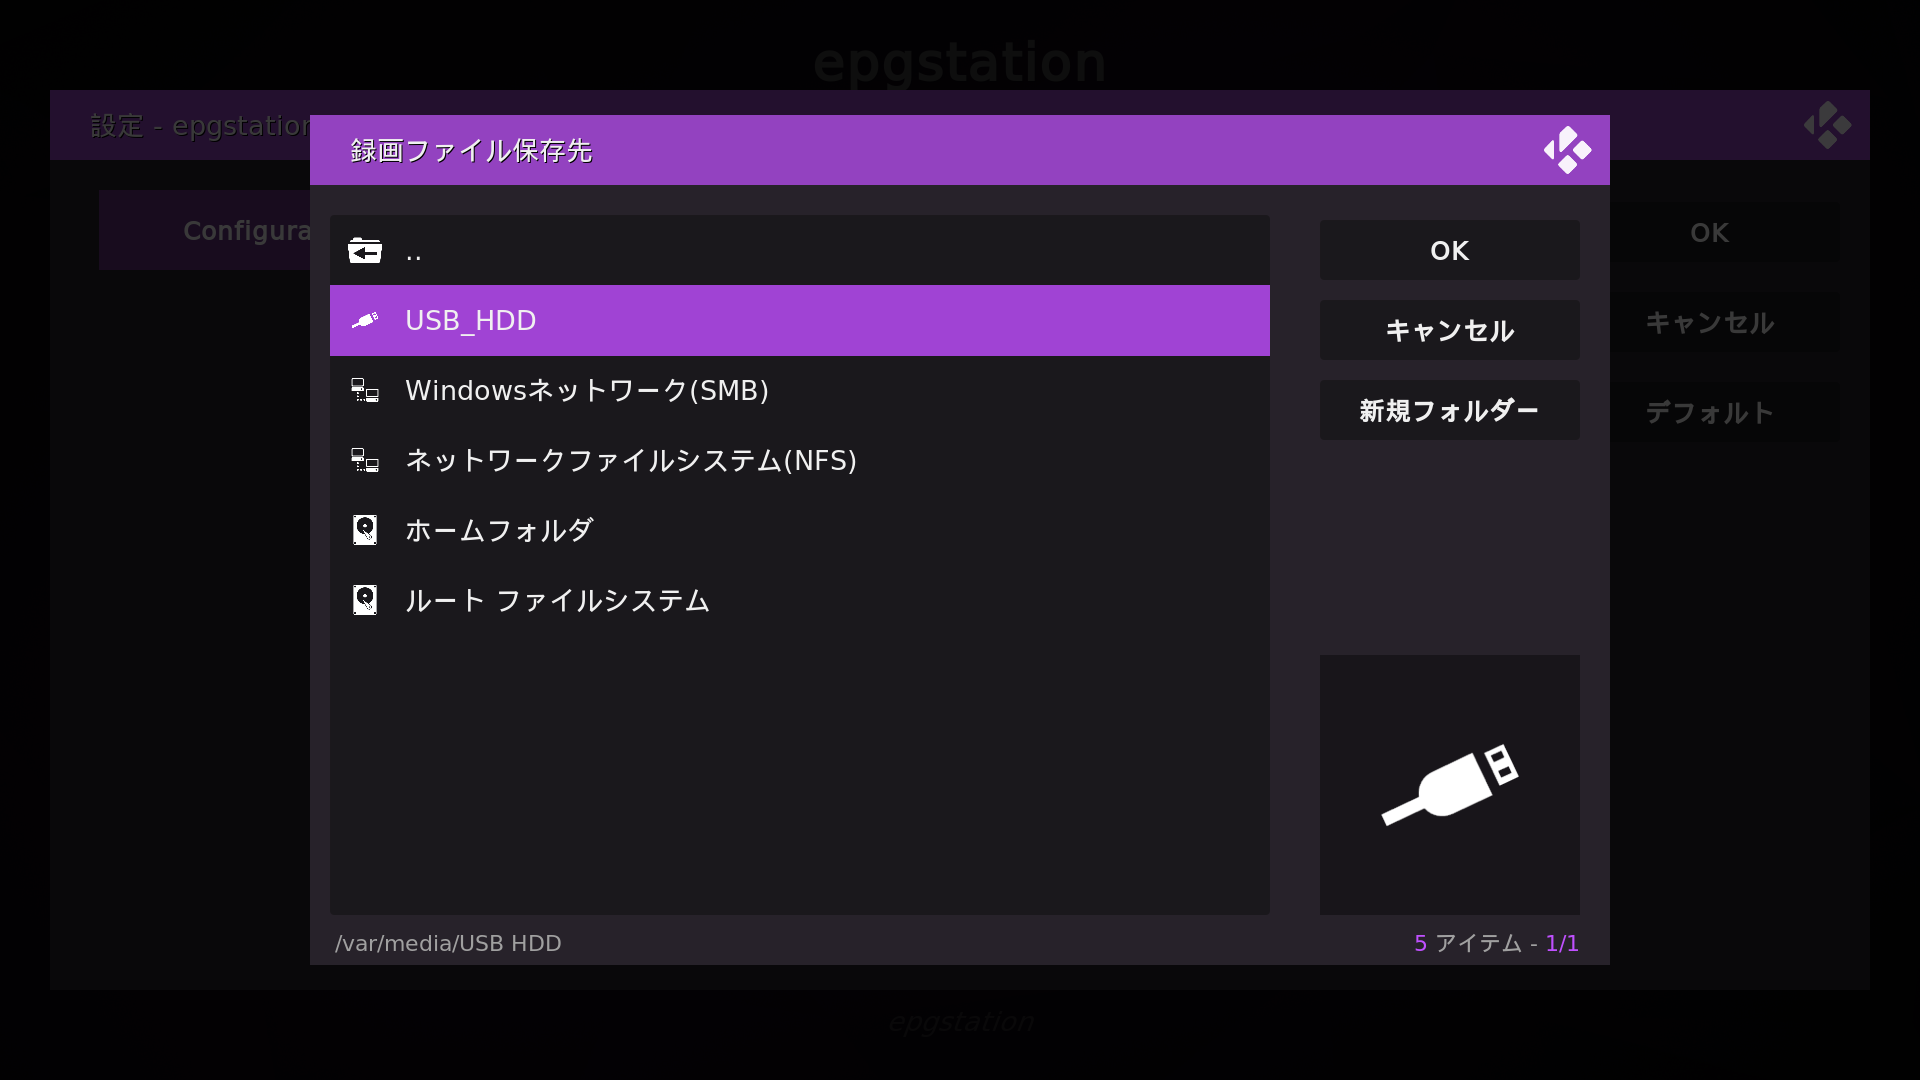 epgstation
設定 - epgstation
録画ファイル保存先
Configura
..
USB_HDD
Windowsネットワーク(SMB)
ネットワークファイルシステム(NFS)
ホームフォルダ
ルート ファイルシステム
OK
キャンセル
新規フォルダー
OK
キャンセル
デフォルト
/var/media/USB HDD
5 アイテム - 1/1
epgstation